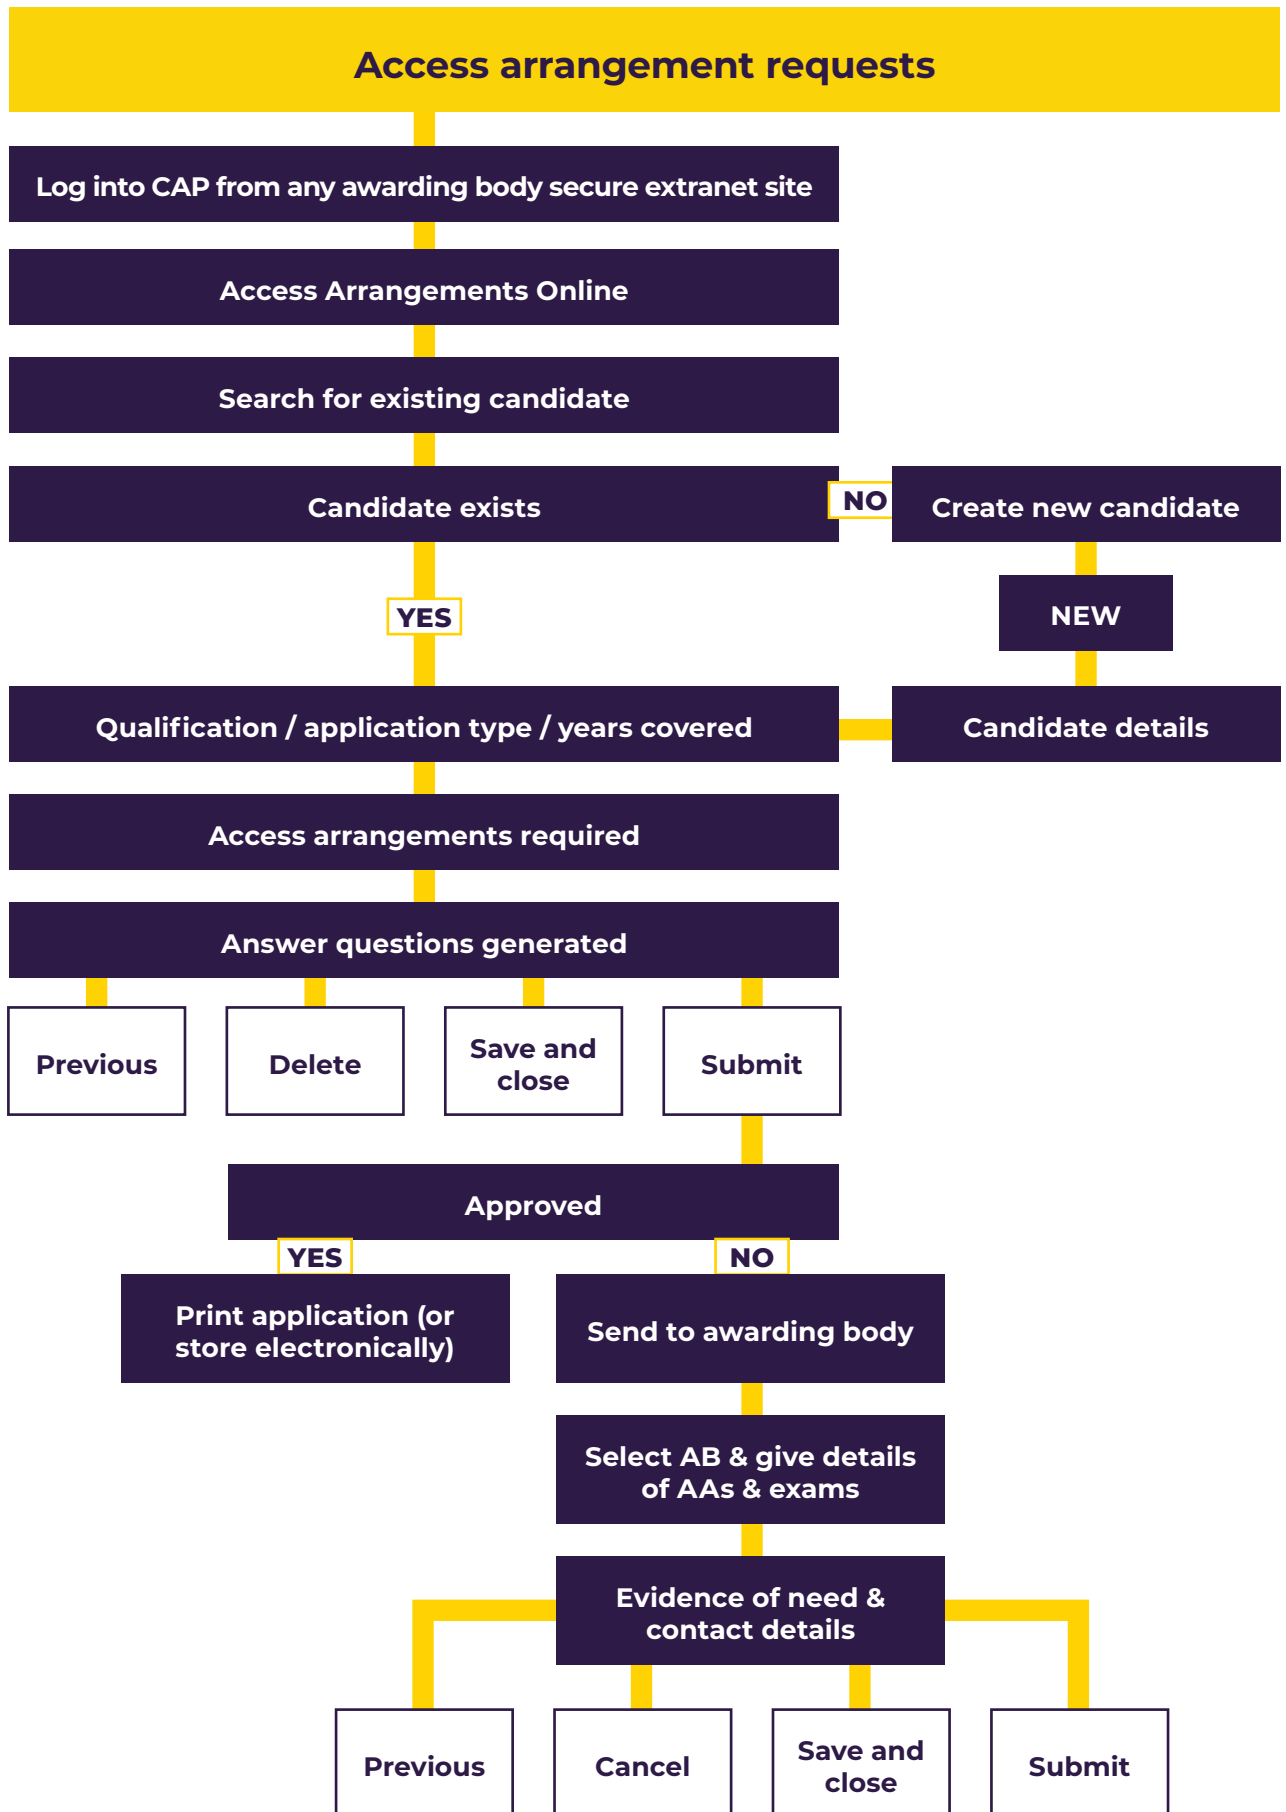 Access arrangement requests
Log into CAP from any awarding body secure extranet site
Access Arrangements Online
Search for existing candidate
Candidate exists
NO
Create new candidate
YES
NEW
Qualification / application type / years covered
Candidate details
Access arrangements required
Answer questions generated
Previous
Delete
Save and
close
Submit
Approved
YES
NO
Print application (or
store electronically)
Send to awarding body
Select AB & give details
of AAs & exams
Evidence of need &
contact details
Previous
Cancel
Save and
close
Submit